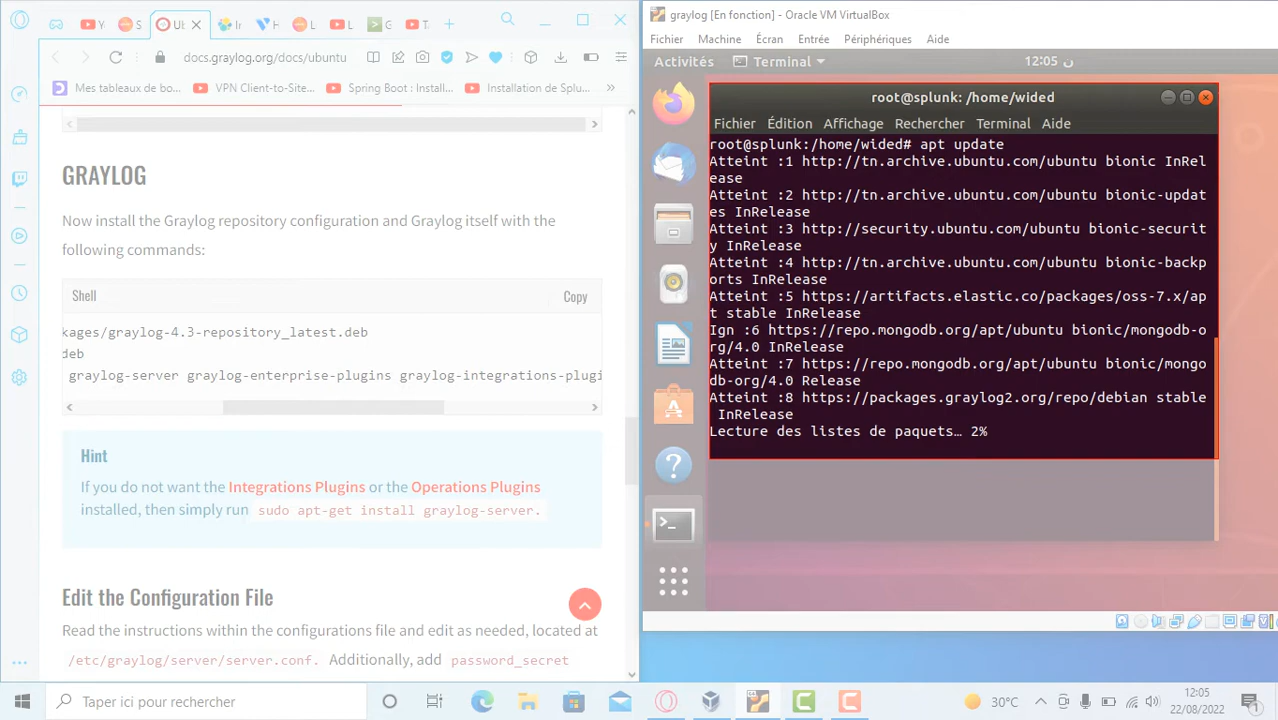 S
Ut
In
H
L
L
G
T
docs.graylog.org/docs/ubuntu
Mes tableaux de bo...
VPN Client-to-Site...
Spring Boot : Install...
Installation de Splu...
GRAYLOG
Now install the Graylog repository configuration and Graylog itself with the
following commands:
Shell
Copy
kages/graylog-4.3-repository_latest.deb
deb
graylog-server graylog-enterprise-plugins graylog-integrations-plugi
Hint
If you do not want the Integrations Plugins or the Operations Plugins
installed, then simply run sudo apt-get install graylog-server.
Edit the Configuration File
Read the instructions within the configurations file and edit as needed, located at
/etc/graylog/server/server.conf. Additionally, add password_secret
graylog [En fonction] - Oracle VM VirtualBox
Fichier Machine Écran Entrée Périphériques Aide
Activités Terminal 12:05 ن
root@splunk: /home/wided
Fichier Édition Affichage Rechercher Terminal Aide
root@splunk:/home/wided# apt update
Atteint :1 http://tn.archive.ubuntu.com/ubuntu bionic InRel
ease
Atteint :2 http://tn.archive.ubuntu.com/ubuntu bionic-updat
es InRelease
Atteint :3 http://security.ubuntu.com/ubuntu bionic-securit
y InRelease
Atteint :4 http://tn.archive.ubuntu.com/ubuntu bionic-backp
orts InRelease
Atteint :5 https://artifacts.elastic.co/packages/oss-7.x/ap
t stable InRelease
Ign :6 https://repo.mongodb.org/apt/ubuntu bionic/mongodb-o
rg/4.0 InRelease
Atteint :7 https://repo.mongodb.org/apt/ubuntu bionic/mongo
db-org/4.0 Release
Atteint :8 https://packages.graylog2.org/repo/debian stable
InRelease
Lecture des listes de paquets… 2%
Taper ici pour rechercher
30°C
12:05
22/08/2022
1